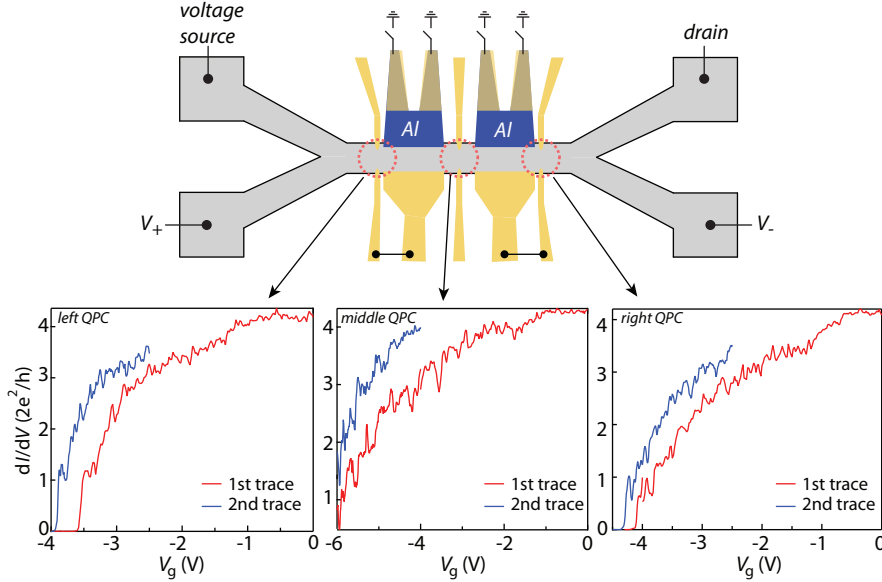 voltage
source
drain
Al
Al
V+
V-
left QPC
middle QPC
right QPC
dI/dV (2e²/h)
4
3
2
1
0
4
3
2
1
4
3
2
1
0
1st trace
2nd trace
1st trace
2nd trace
1st trace
2nd trace
-4
-3
-2
-1
0
-6
-4
-2
0
-4
-3
-2
-1
0
Vg (V)
Vg (V)
Vg (V)